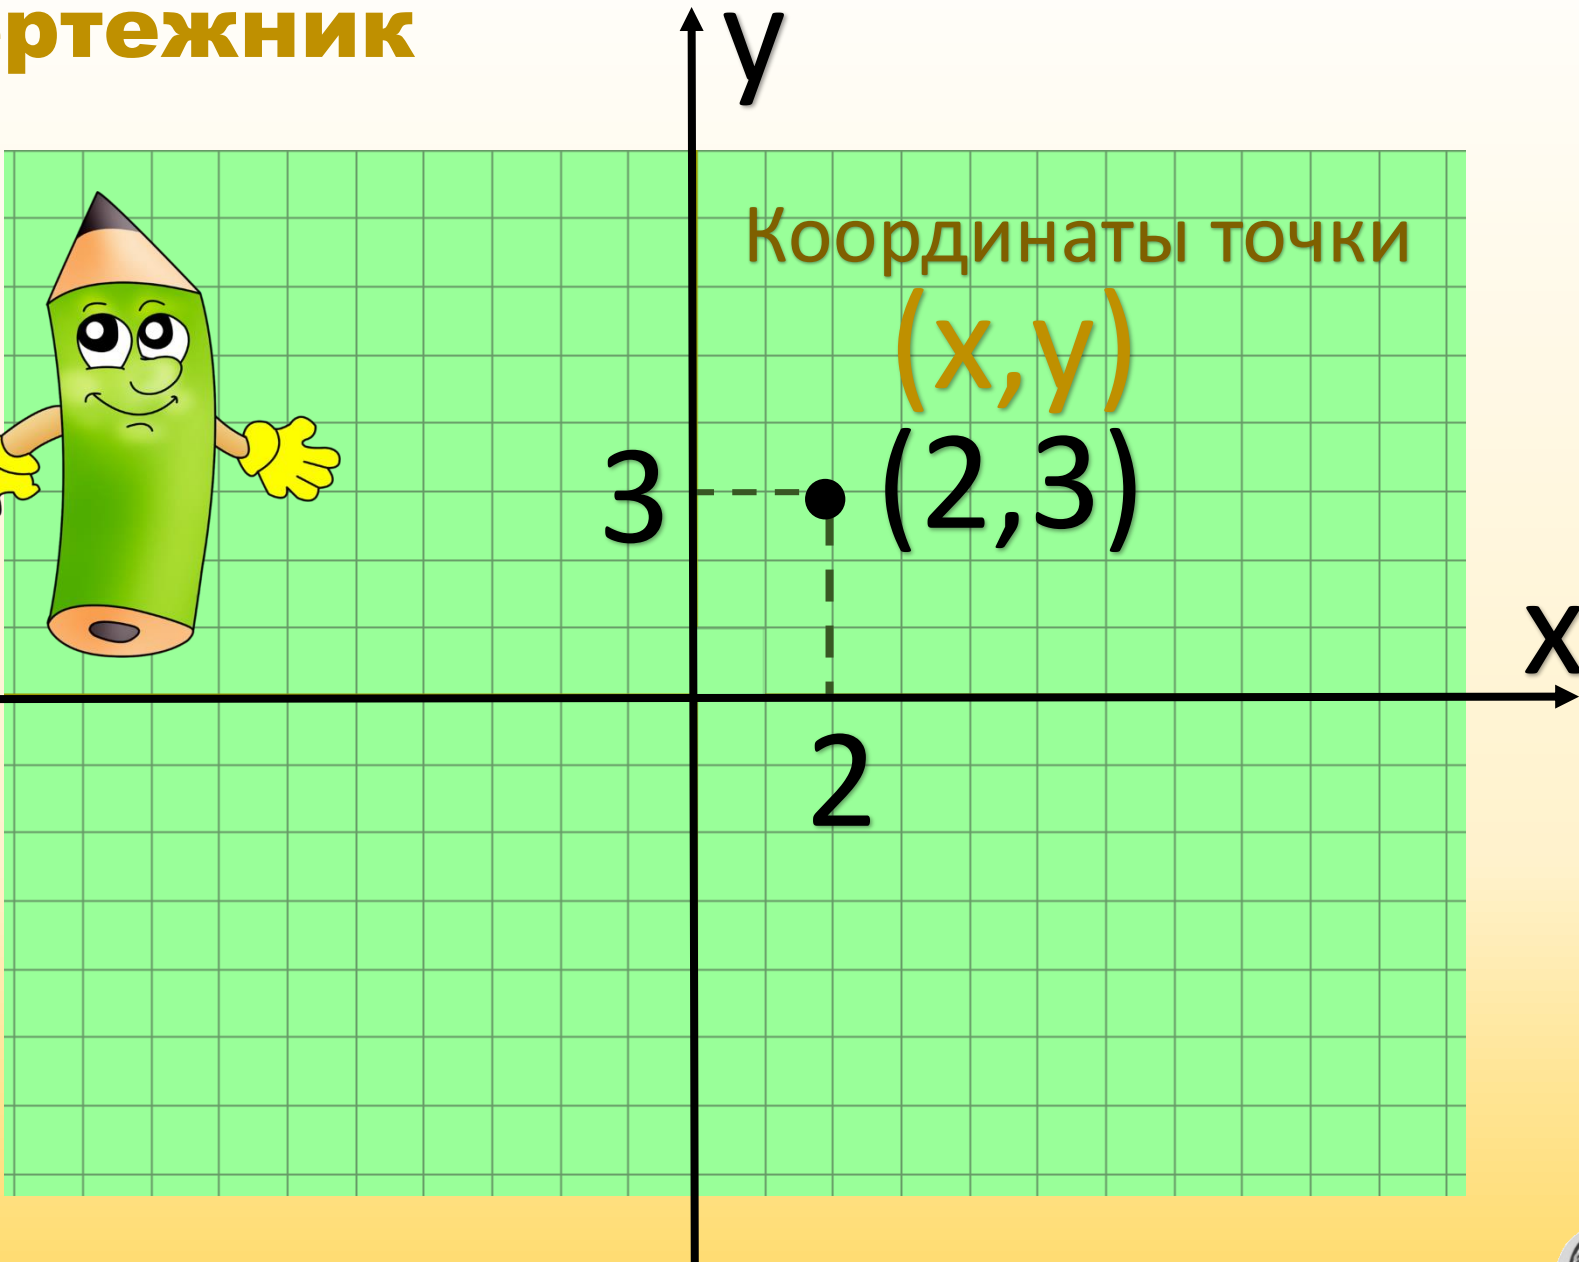 ртежник
y
Координаты точки
(x,y)
3
(2,3)
x
2